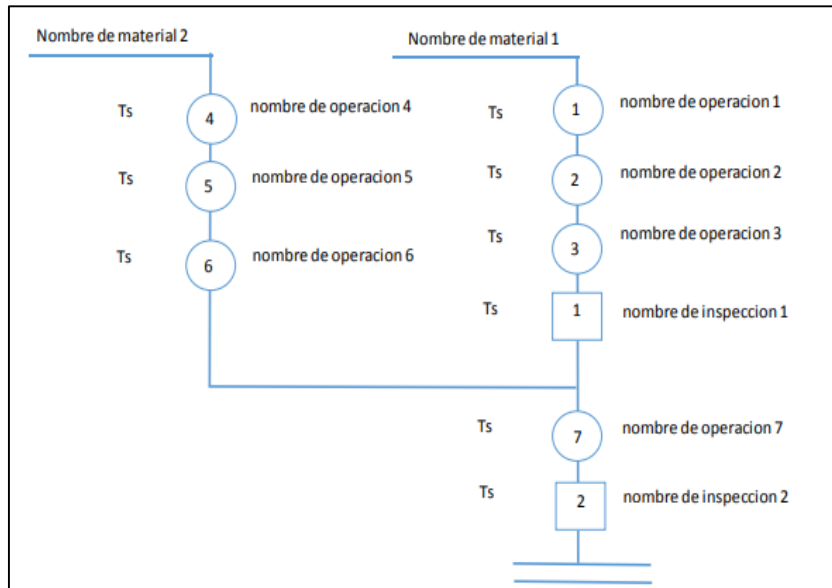 Nombre de material 2
Nombre de material 1
Ts 4 nombre de operacion 4
Ts 1 nombre de operacion 1
Ts 5 nombre de operacion 5
Ts 2 nombre de operacion 2
Ts 6 nombre de operacion 6
Ts 3 nombre de operacion 3
Ts 1 nombre de inspeccion 1
Ts 7 nombre de operacion 7
Ts 2 nombre de inspeccion 2